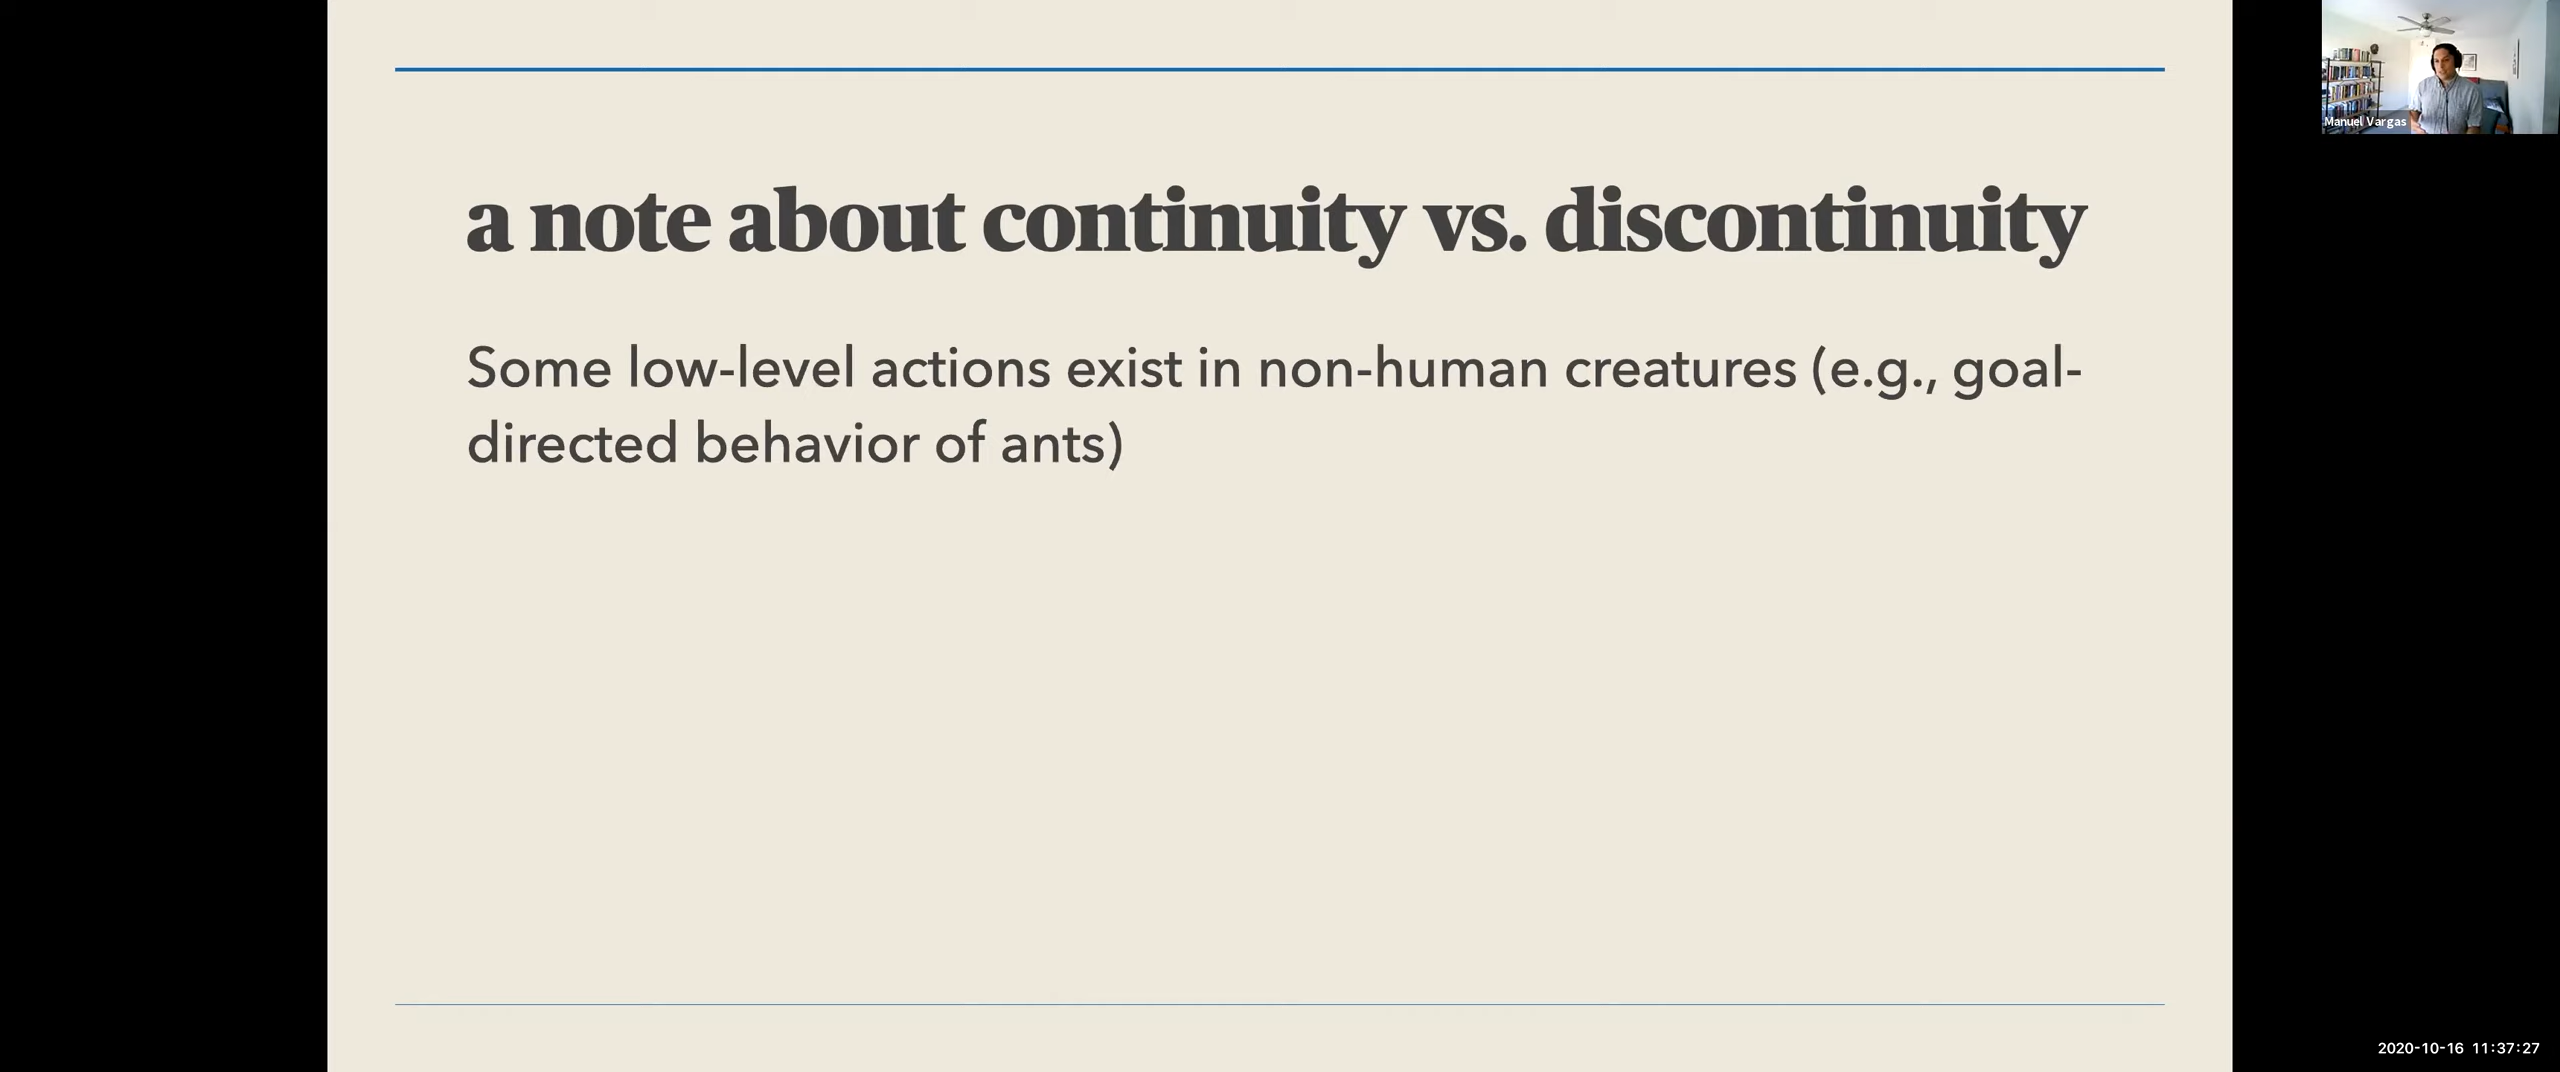 a note about continuity vs. discontinuity
Some low-level actions exist in non-human creatures (e.g., goal-
directed behavior of ants)
Manuel Vargas
2020-10-16 11:37:27